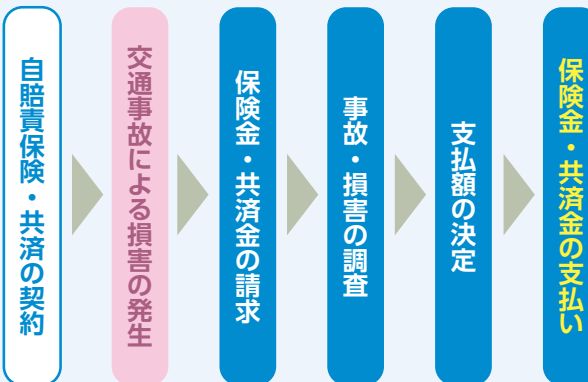 自賠責保険・共済の契約
交通事故による損害の発生
保険金・共済金の請求
事故・損害の調査
支払額の決定
保険金・共済金の支払い